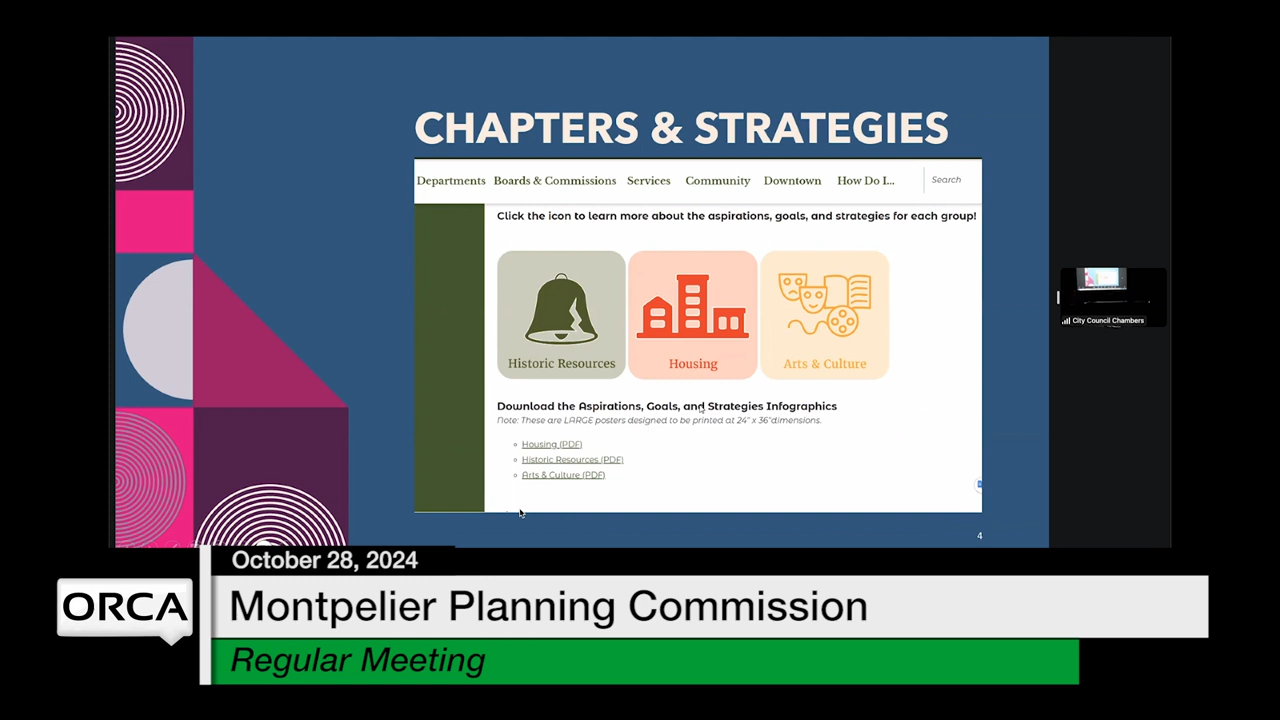 CHAPTERS & STRATEGIES
Departments Boards & Commissions Services Community Downtown How Do I... Search
Click the icon to learn more about the aspirations, goals, and strategies for each group!
Historic Resources Housing Arts & Culture
Download the Aspirations, Goals, and Strategies Infographics
Note: These are LARGE posters designed to be printed at 24" x 36"dimensions.
Housing (PDF)
Historic Resources (PDF)
Arts & Culture (PDF)
4
City Council Chambers
October 28, 2024
ORCA
Montpelier Planning Commission
Regular Meeting